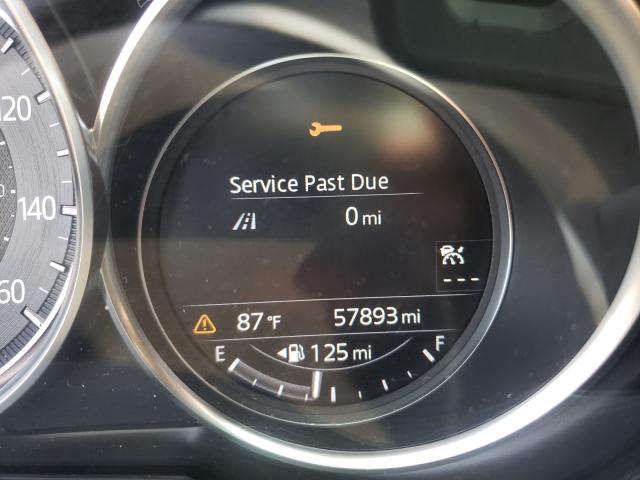 120
140
60
Service Past Due
0 mi
---
87°F 57893 mi
E 125 mi F